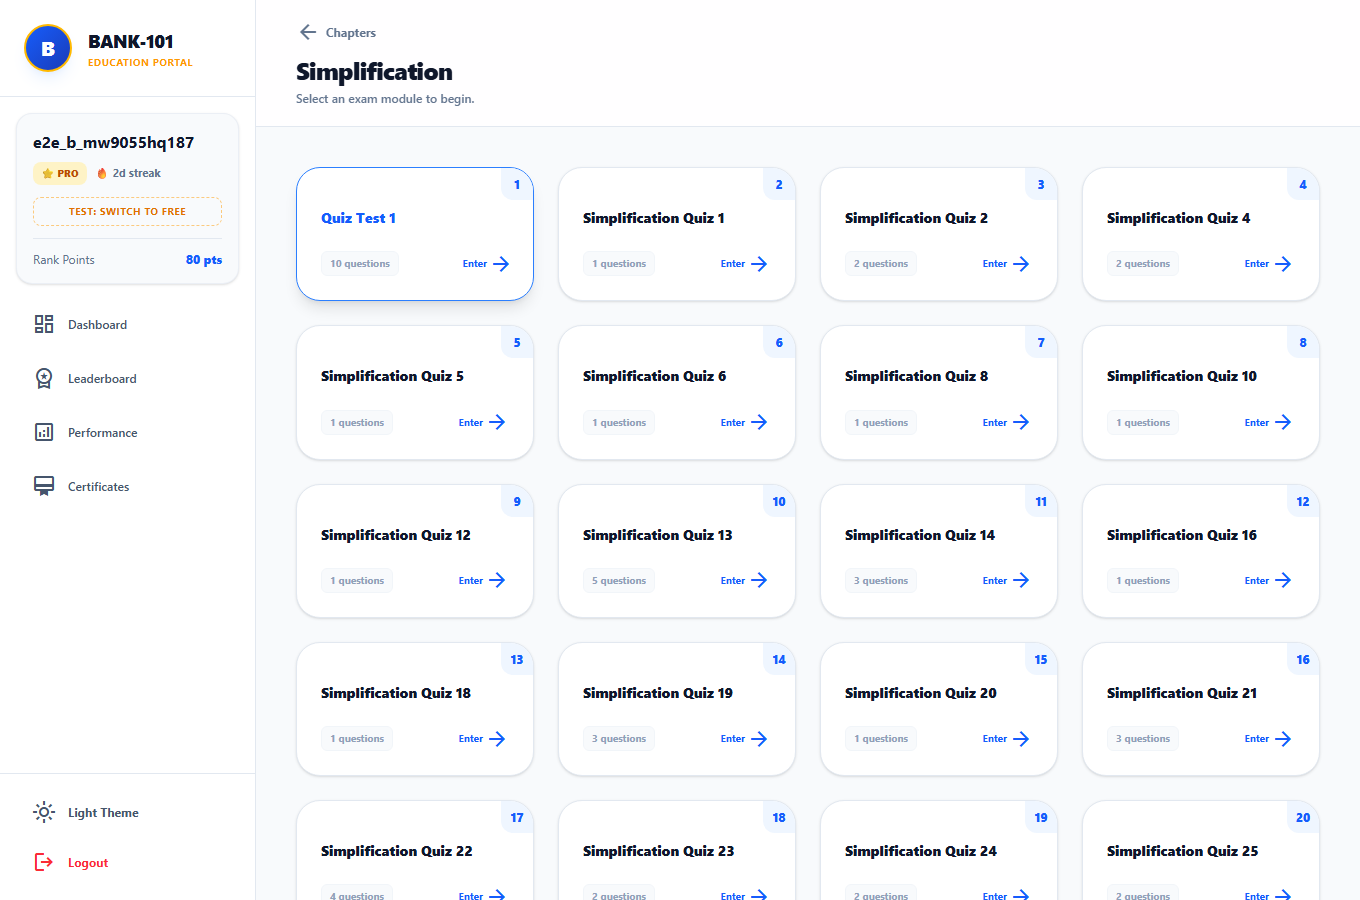 B
BANK-101
EDUCATION PORTAL
e2e_b_mw9055hq187
PRO
2d streak
TEST: SWITCH TO FREE
Rank Points
80 pts
Dashboard
Leaderboard
Performance
Certificates
Light Theme
Logout
Chapters
Simplification
Select an exam module to begin.
1
Quiz Test 1
10 questions
Enter
2
Simplification Quiz 1
1 questions
Enter
3
Simplification Quiz 2
2 questions
Enter
4
Simplification Quiz 4
2 questions
Enter
5
Simplification Quiz 5
1 questions
Enter
6
Simplification Quiz 6
1 questions
Enter
7
Simplification Quiz 8
1 questions
Enter
8
Simplification Quiz 10
1 questions
Enter
9
Simplification Quiz 12
1 questions
Enter
10
Simplification Quiz 13
5 questions
Enter
11
Simplification Quiz 14
3 questions
Enter
12
Simplification Quiz 16
1 questions
Enter
13
Simplification Quiz 18
1 questions
Enter
14
Simplification Quiz 19
3 questions
Enter
15
Simplification Quiz 20
1 questions
Enter
16
Simplification Quiz 21
3 questions
Enter
17
Simplification Quiz 22
4 questions
Enter
18
Simplification Quiz 23
2 questions
Enter
19
Simplification Quiz 24
2 questions
Enter
20
Simplification Quiz 25
2 questions
Enter